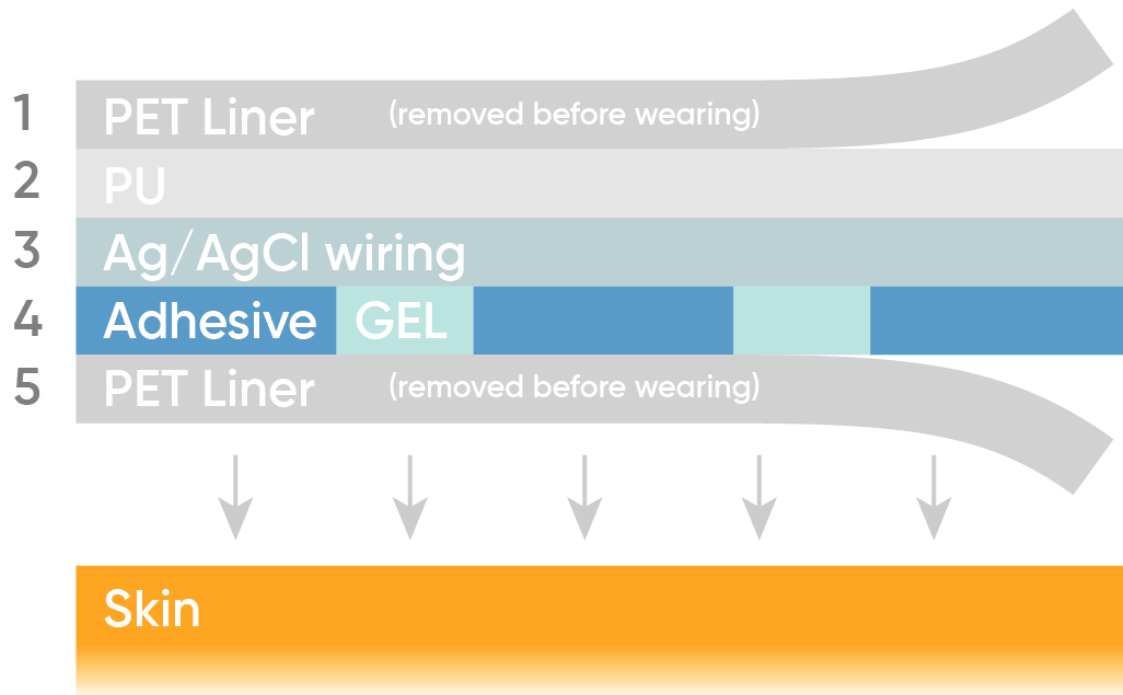 1 PET Liner (removed before wearing)
2 PU
3 Ag/AgCl wiring
4 Adhesive GEL
5 PET Liner (removed before wearing)
Skin